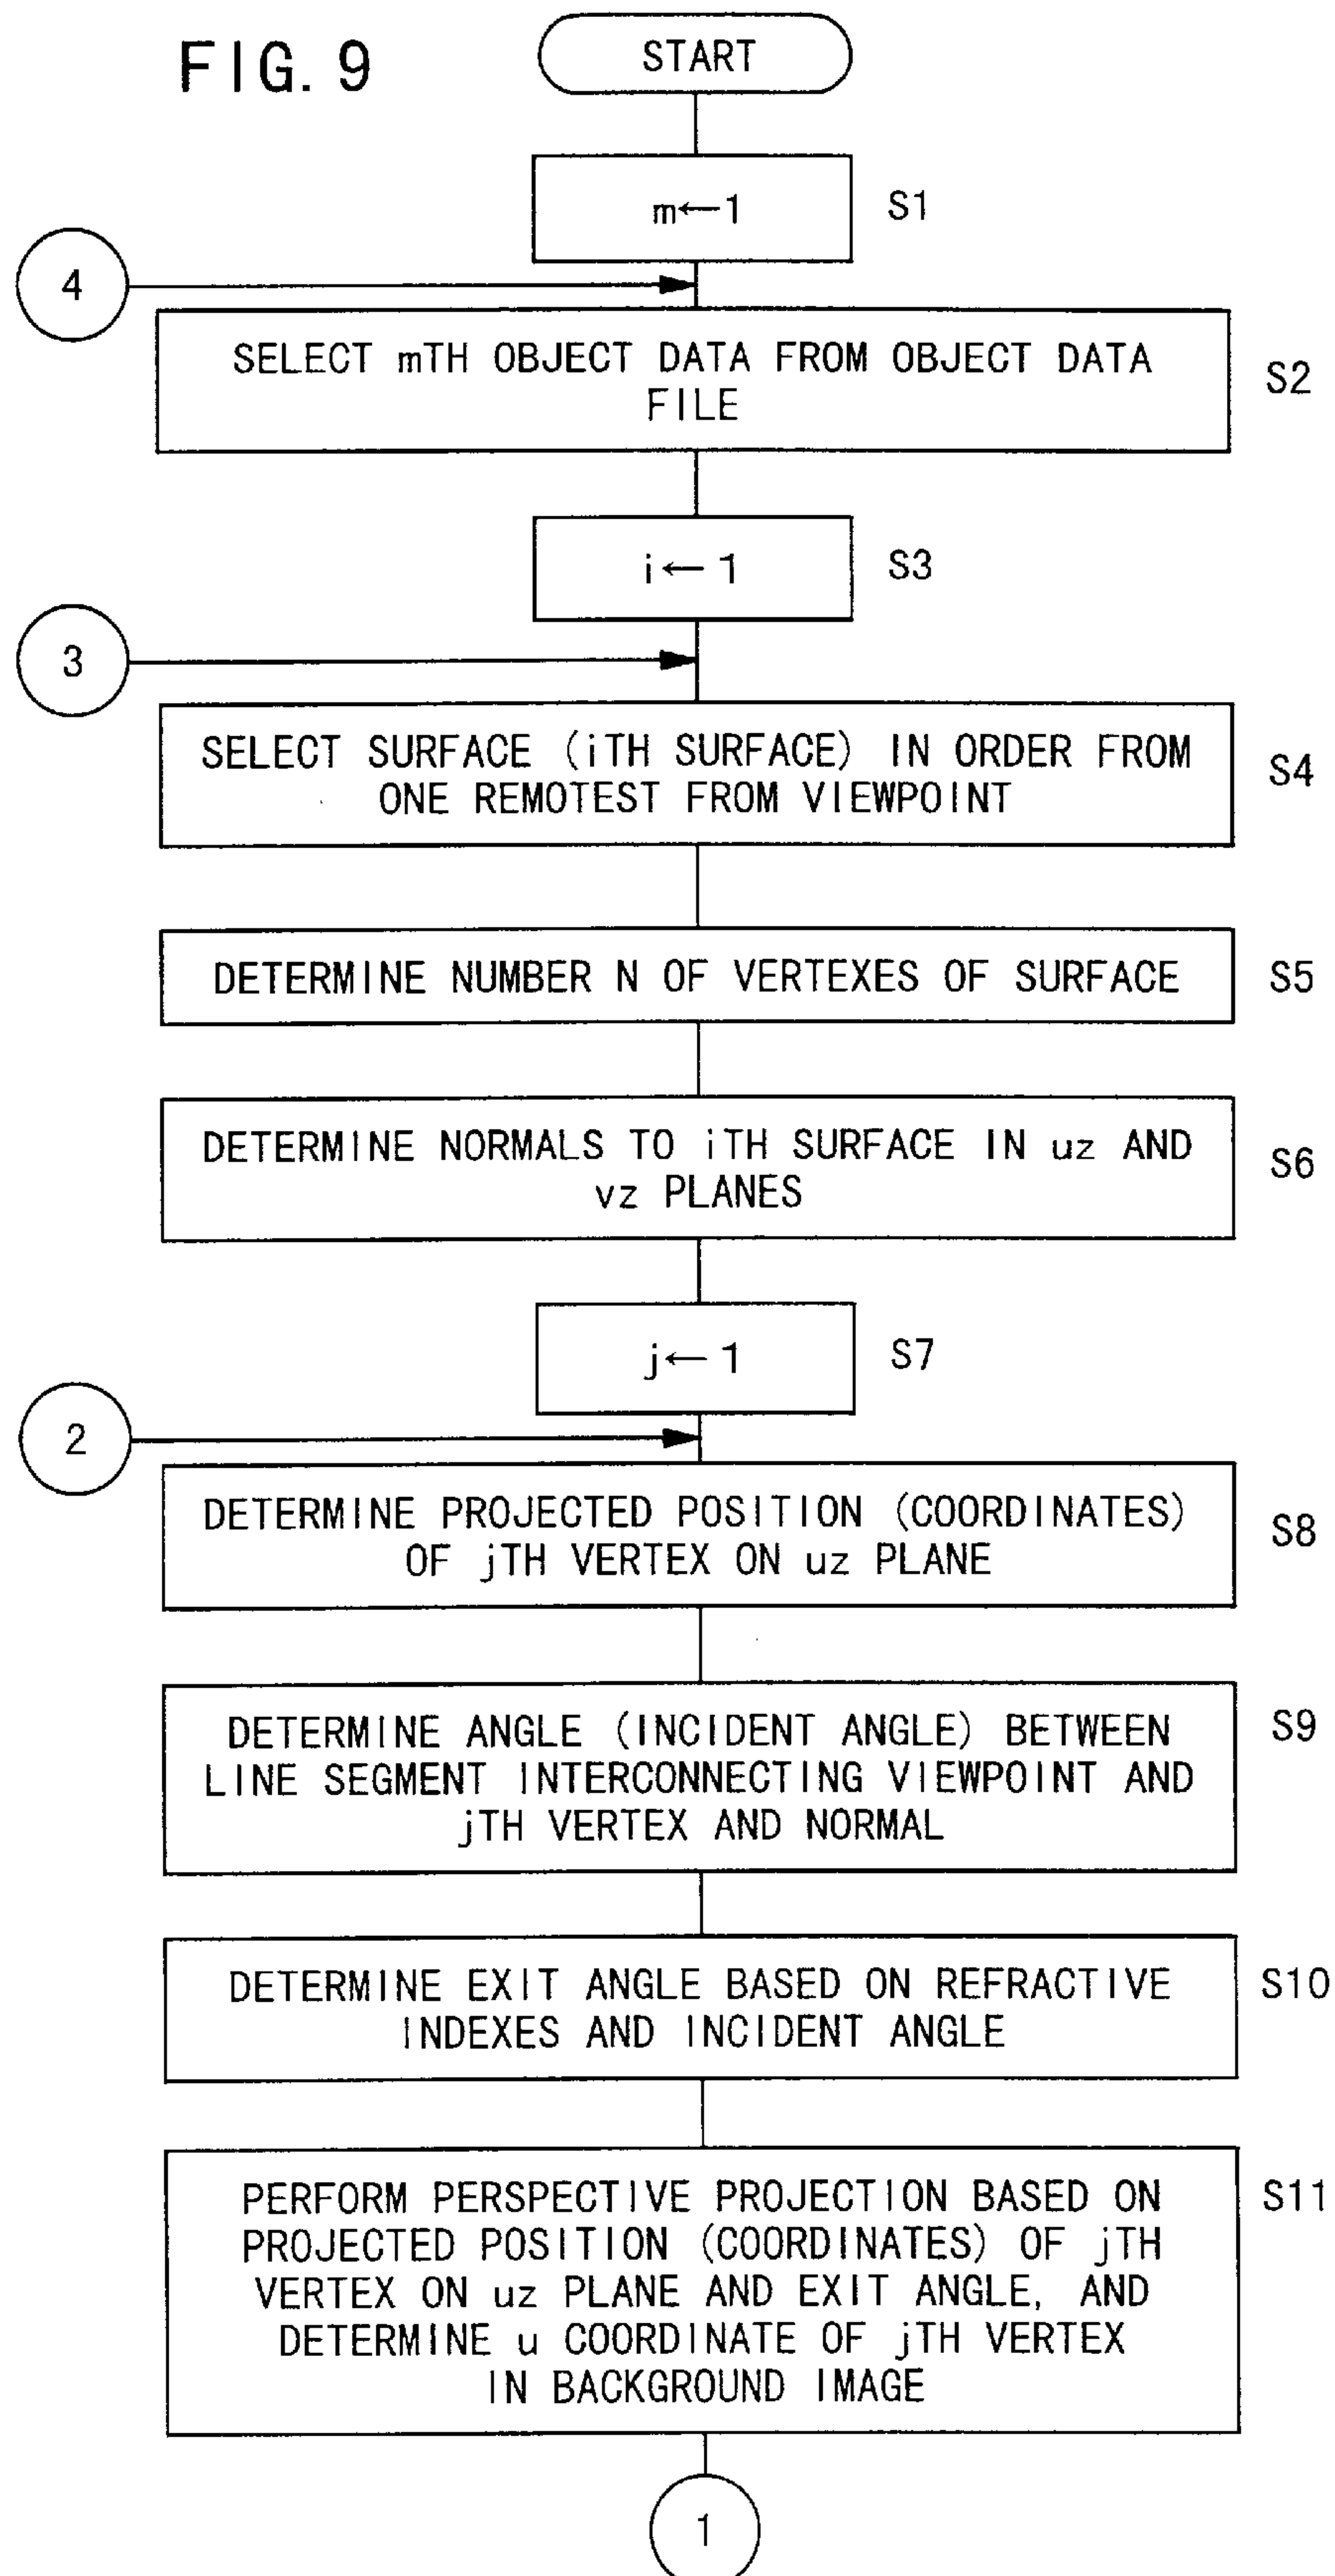 FIG. 9
START
m←1
S1
4
SELECT mTH OBJECT DATA FROM OBJECT DATA
FILE
S2
i←1
S3
3
SELECT SURFACE (iTH SURFACE) IN ORDER FROM
ONE REMOTEST FROM VIEWPOINT
S4
DETERMINE NUMBER N OF VERTEXES OF SURFACE
S5
DETERMINE NORMALS TO iTH SURFACE IN uz AND
vz PLANES
S6
j←1
S7
2
DETERMINE PROJECTED POSITION (COORDINATES)
OF jTH VERTEX ON uz PLANE
S8
DETERMINE ANGLE (INCIDENT ANGLE) BETWEEN
LINE SEGMENT INTERCONNECTING VIEWPOINT AND
jTH VERTEX AND NORMAL
S9
DETERMINE EXIT ANGLE BASED ON REFRACTIVE
INDEXES AND INCIDENT ANGLE
S10
PERFORM PERSPECTIVE PROJECTION BASED ON
PROJECTED POSITION (COORDINATES) OF jTH
VERTEX ON uz PLANE AND EXIT ANGLE, AND
DETERMINE u COORDINATE OF jTH VERTEX
IN BACKGROUND IMAGE
S11
1